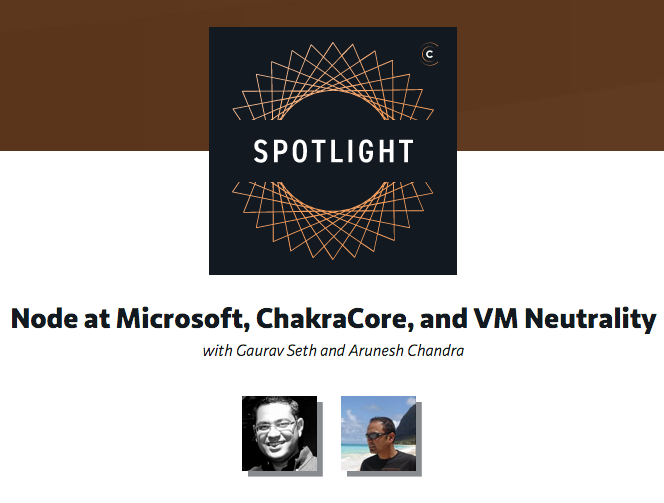 C
SPOTLIGHT
Node at Microsoft, ChakraCore, and VM Neutrality
with Gaurav Seth and Arunesh Chandra